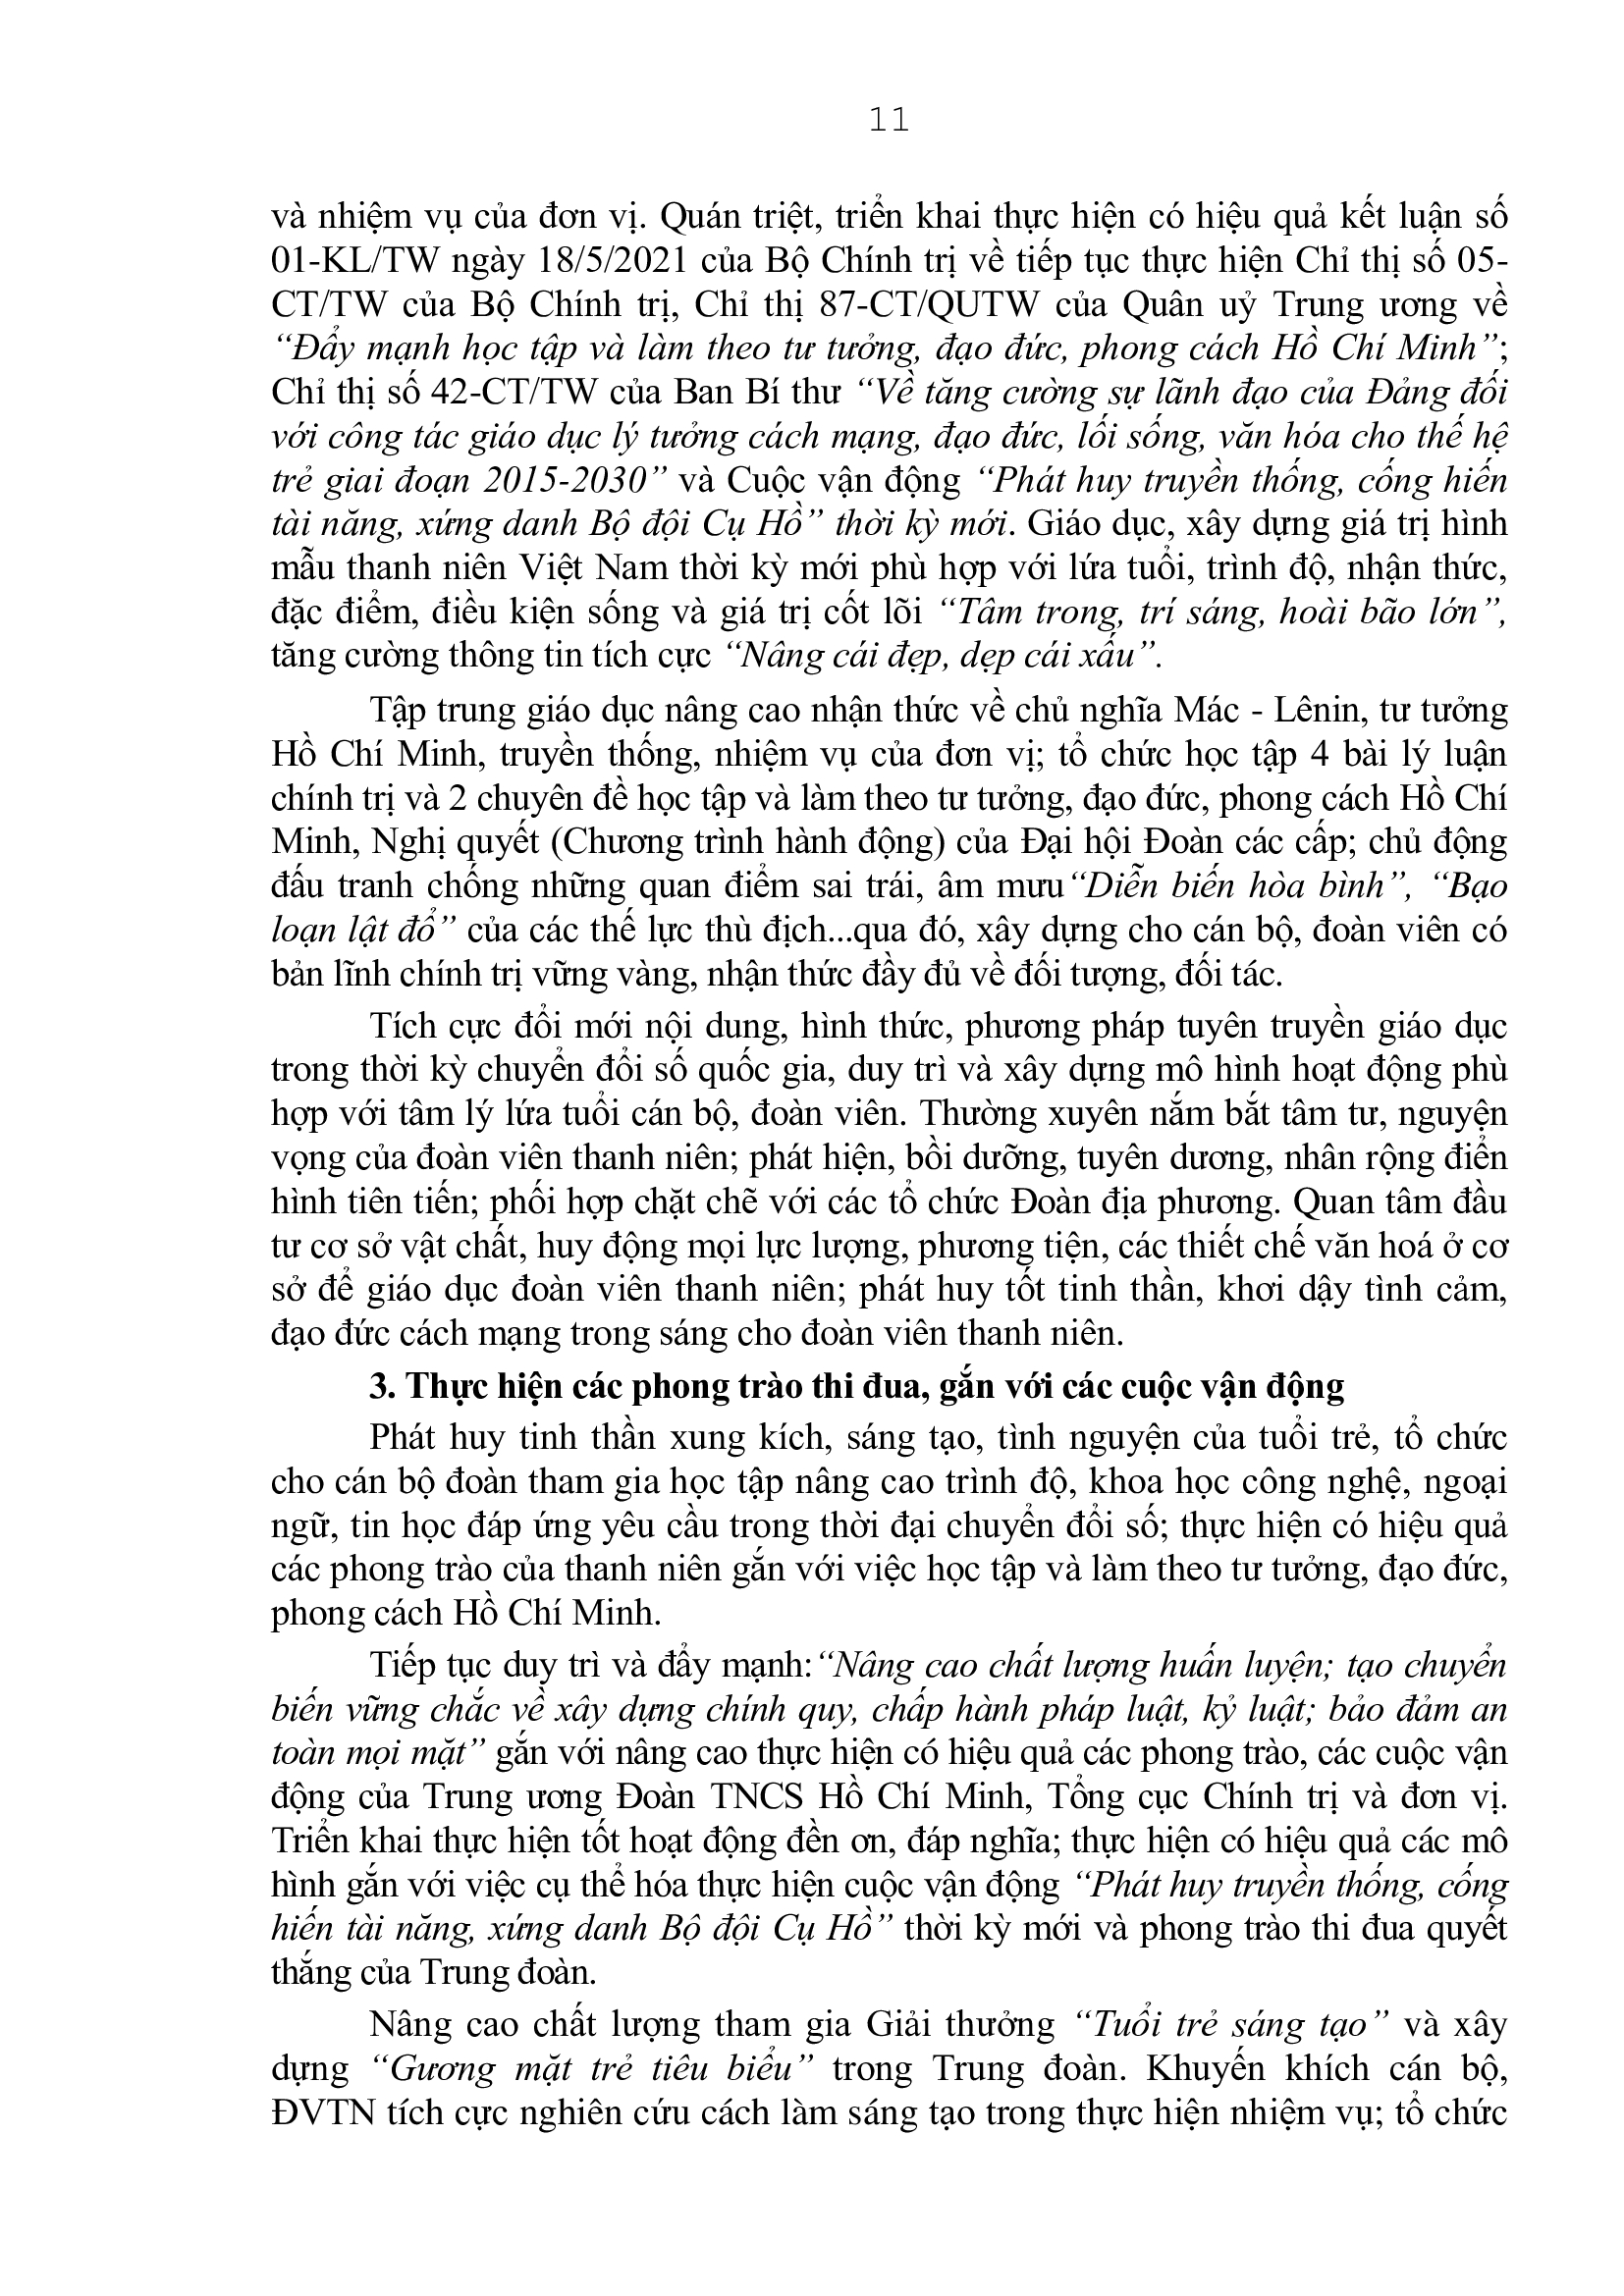 11
và nhiệm vụ của đơn vị. Quán triệt, triển khai thực hiện có hiệu quả kết luận số
01-KL/TW ngày 18/5/2021 của Bộ Chính trị về tiếp tục thực hiện Chỉ thị số 05-
CT/TW của Bộ Chính trị, Chỉ thị 87-CT/QUTW của Quân uỷ Trung ương về
“Đẩy mạnh học tập và làm theo tư tưởng, đạo đức, phong cách Hồ Chí Minh”;
Chỉ thị số 42-CT/TW của Ban Bí thư “Về tăng cường sự lãnh đạo của Đảng đối
với công tác giáo dục lý tưởng cách mạng, đạo đức, lối sống, văn hóa cho thế hệ
trẻ giai đoạn 2015-2030” và Cuộc vận động “Phát huy truyền thống, cống hiến
tài năng, xứng danh Bộ đội Cụ Hồ” thời kỳ mới. Giáo dục, xây dựng giá trị hình
mẫu thanh niên Việt Nam thời kỳ mới phù hợp với lứa tuổi, trình độ, nhận thức,
đặc điểm, điều kiện sống và giá trị cốt lõi “Tâm trong, trí sáng, hoài bão lớn”,
tăng cường thông tin tích cực “Nâng cái đẹp, dẹp cái xấu”.
Tập trung giáo dục nâng cao nhận thức về chủ nghĩa Mác - Lênin, tư tưởng
Hồ Chí Minh, truyền thống, nhiệm vụ của đơn vị; tổ chức học tập 4 bài lý luận
chính trị và 2 chuyên đề học tập và làm theo tư tưởng, đạo đức, phong cách Hồ Chí
Minh, Nghị quyết (Chương trình hành động) của Đại hội Đoàn các cấp; chủ động
đấu tranh chống những quan điểm sai trái, âm mưu“Diễn biến hòa bình”, “Bạo
loạn lật đổ” của các thế lực thù địch...qua đó, xây dựng cho cán bộ, đoàn viên có
bản lĩnh chính trị vững vàng, nhận thức đầy đủ về đối tượng, đối tác.
Tích cực đổi mới nội dung, hình thức, phương pháp tuyên truyền giáo dục
trong thời kỳ chuyển đổi số quốc gia, duy trì và xây dựng mô hình hoạt động phù
hợp với tâm lý lứa tuổi cán bộ, đoàn viên. Thường xuyên nắm bắt tâm tư, nguyện
vọng của đoàn viên thanh niên; phát hiện, bồi dưỡng, tuyên dương, nhân rộng điển
hình tiên tiến; phối hợp chặt chẽ với các tổ chức Đoàn địa phương. Quan tâm đầu
tư cơ sở vật chất, huy động mọi lực lượng, phương tiện, các thiết chế văn hoá ở cơ
sở để giáo dục đoàn viên thanh niên; phát huy tốt tinh thần, khơi dậy tình cảm,
đạo đức cách mạng trong sáng cho đoàn viên thanh niên.
3. Thực hiện các phong trào thi đua, gắn với các cuộc vận động
Phát huy tinh thần xung kích, sáng tạo, tình nguyện của tuổi trẻ, tổ chức
cho cán bộ đoàn tham gia học tập nâng cao trình độ, khoa học công nghệ, ngoại
ngữ, tin học đáp ứng yêu cầu trong thời đại chuyển đổi số; thực hiện có hiệu quả
các phong trào của thanh niên gắn với việc học tập và làm theo tư tưởng, đạo đức,
phong cách Hồ Chí Minh.
Tiếp tục duy trì và đẩy mạnh:“Nâng cao chất lượng huấn luyện; tạo chuyển
biến vững chắc về xây dựng chính quy, chấp hành pháp luật, kỷ luật; bảo đảm an
toàn mọi mặt” gắn với nâng cao thực hiện có hiệu quả các phong trào, các cuộc vận
động của Trung ương Đoàn TNCS Hồ Chí Minh, Tổng cục Chính trị và đơn vị.
Triển khai thực hiện tốt hoạt động đền ơn, đáp nghĩa; thực hiện có hiệu quả các mô
hình gắn với việc cụ thể hóa thực hiện cuộc vận động “Phát huy truyền thống, cống
hiến tài năng, xứng danh Bộ đội Cụ Hồ” thời kỳ mới và phong trào thi đua quyết
thắng của Trung đoàn.
Nâng cao chất lượng tham gia Giải thưởng “Tuổi trẻ sáng tạo” và xây
dựng “Gương mặt trẻ tiêu biểu” trong Trung đoàn. Khuyến khích cán bộ,
ĐVTN tích cực nghiên cứu cách làm sáng tạo trong thực hiện nhiệm vụ; tổ chức